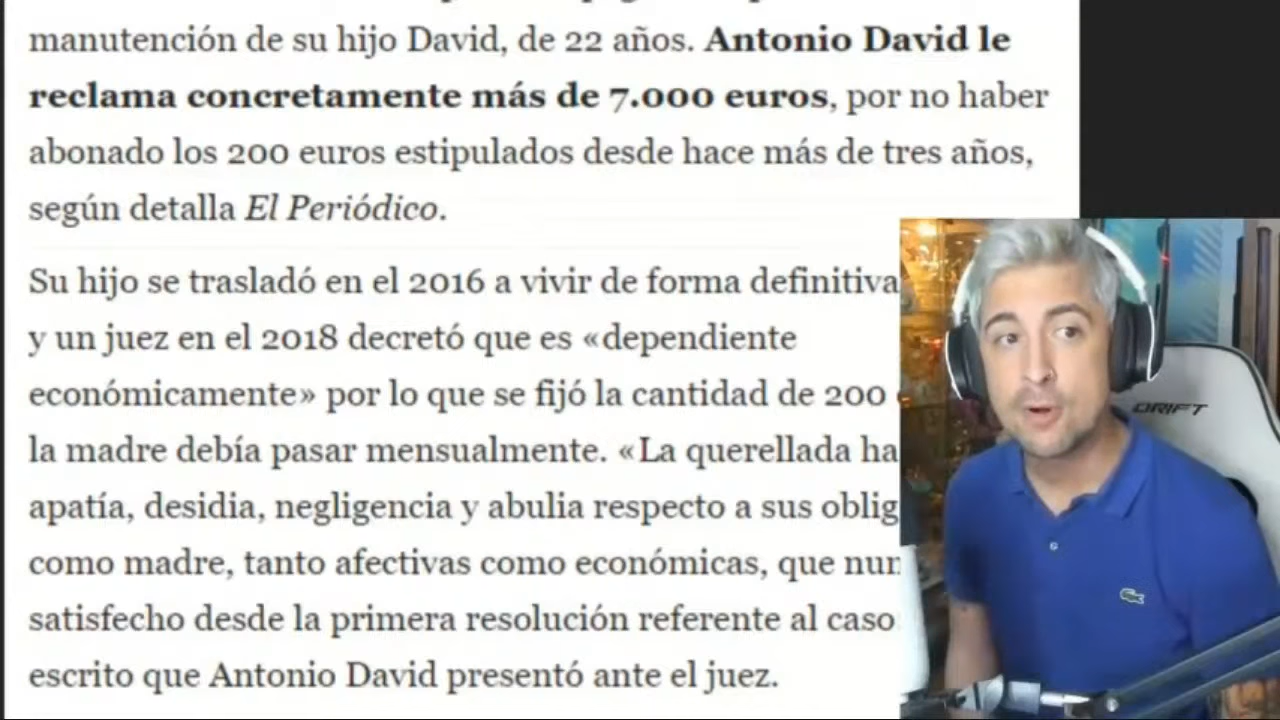 manutención de su hijo David, de 22 años. Antonio David le
reclama concretamente más de 7.000 euros, por no haber
abonado los 200 euros estipulados desde hace más de tres años,
según detalla El Periódico.
Su hijo se trasladó en el 2016 a vivir de forma definitiva
y un juez en el 2018 decretó que es «dependiente
económicamente» por lo que se fijó la cantidad de 200
la madre debía pasar mensualmente. «La querellada ha
apatía, desidia, negligencia y abulia respecto a sus oblig
como madre, tanto afectivas como económicas, que nun
satisfecho desde la primera resolución referente al caso
escrito que Antonio David presentó ante el juez.
DRIFT